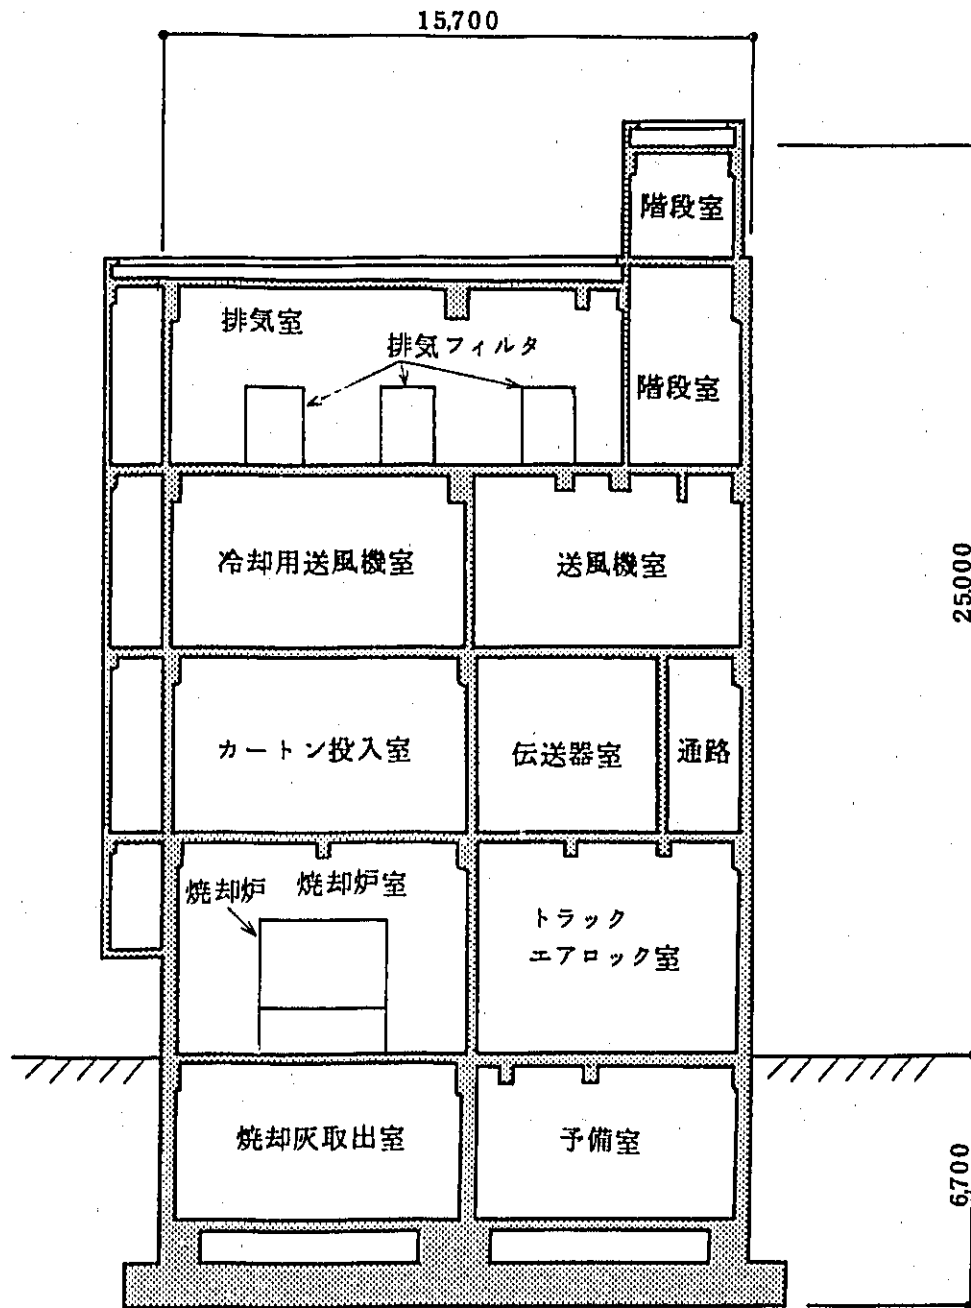 15,700
階段室
排気室
排気フィルタ
階段室
冷却用送風機室
送風機室
25,000
カートン投入室
伝送器室
通路
焼却炉
焼却炉室
トラック
エアロック室
焼却灰取出室
予備室
6,700